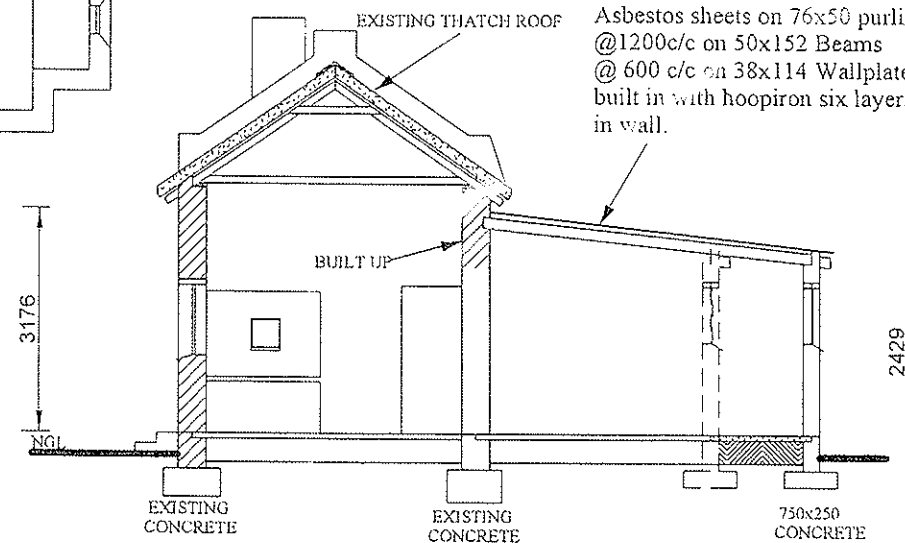 EXISTING THATCH ROOF
Asbestos sheets on 76x50 purli
@1200c/c on 50x152 Beams
@ 600 c/c on 38x114 Wallplate
built in with hoopiron six layer
in wall.
BUILT UP
3176
2429
NGL
EXISTING
CONCRETE
EXISTING
CONCRETE
750x250
CONCRETE